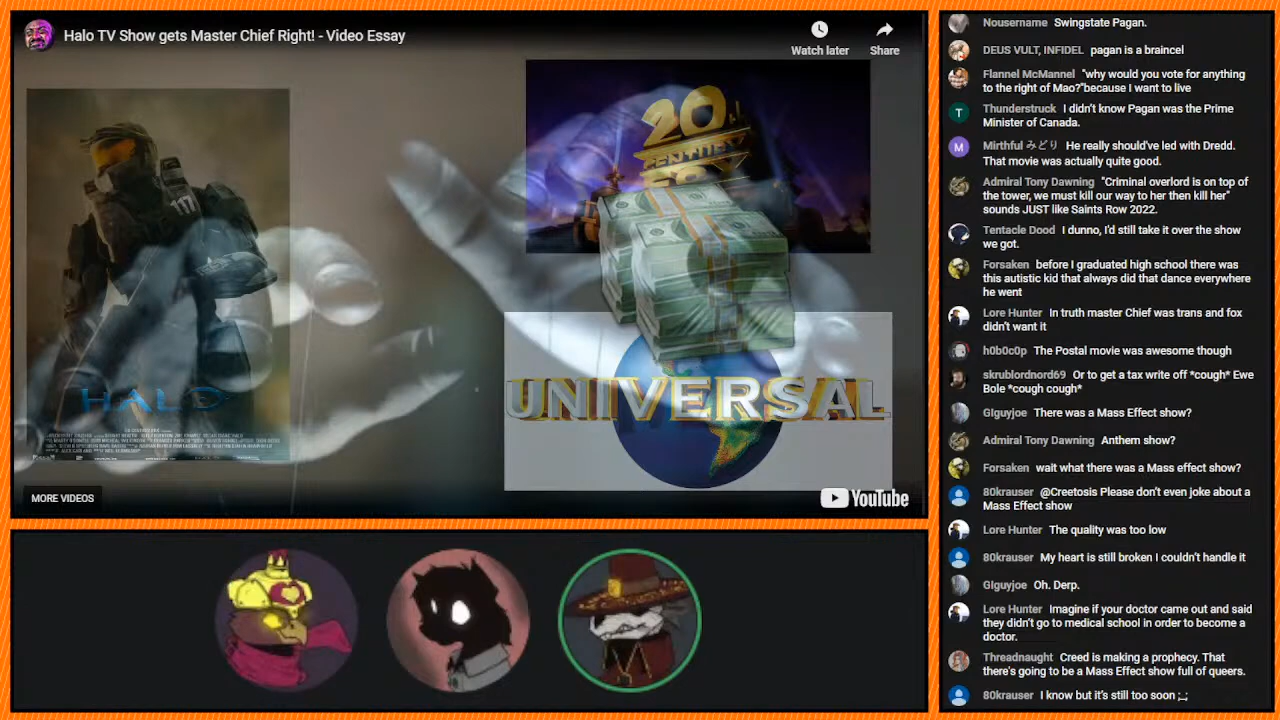 Halo TV Show gets Master Chief Right! - Video Essay
Watch later
Share
117
HALO
20
CENTURY
UNIVERSAL
MORE VIDEOS
YouTube
Nousername Swingstate Pagan.
DEUS VULT, INFIDEL pagan is a braincel
Flannel McMannel "why would you vote for anything
to the right of Mao?"because I want to live
T
Thunderstruck I didn't know Pagan was the Prime
Minister of Canada.
M
Mirthful みどり He really should've led with Dredd.
That movie was actually quite good.
Admiral Tony Dawning "Criminal overlord is on top of
the tower, we must kill our way to her then kill her"
sounds JUST like Saints Row 2022.
Tentacle Dood I dunno, I'd still take it over the show
we got.
Forsaken before I graduated high school there was
this autistic kid that always did that dance everywhere
he went
Lore Hunter In truth master Chief was trans and fox
didn't want it
h0b0c0p The Postal movie was awesome though
skrublordnord69 Or to get a tax write off *cough* Ewe
Bole *cough cough*
Glguyjoe There was a Mass Effect show?
Admiral Tony Dawning Anthem show?
Forsaken wait what there was a Mass effect show?
80krauser @Creetosis Please don't even joke about a
Mass Effect show
Lore Hunter The quality was too low
80krauser My heart is still broken I couldn't handle it
Glguyjoe Oh. Derp.
Lore Hunter Imagine if your doctor came out and said
they didn't go to medical school in order to become a
doctor.
Threadnaught Creed is making a prophecy. That
there's going to be a Mass Effect show full of queers.
80krauser I know but it's still too soon ;_;